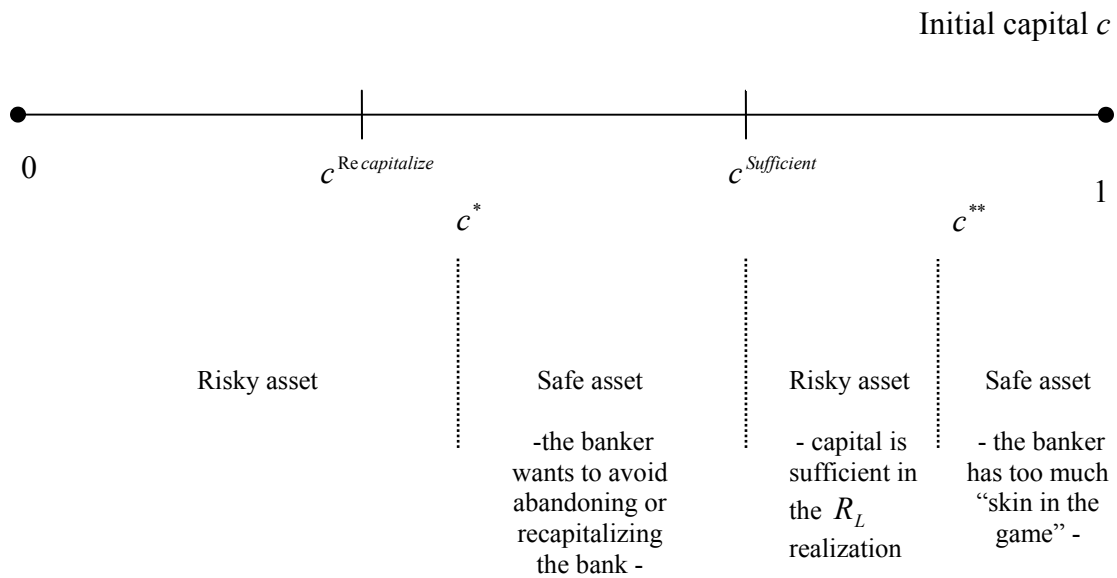 Initial capital c
0
c^Recapitalize
c^Sufficient
1
c^*
c^**
Risky asset
Safe asset
Risky asset
Safe asset
-the banker
wants to avoid
abandoning or
recapitalizing
the bank -
- capital is
sufficient in
the R_L
realization
- the banker
has too much
“skin in the
game” -